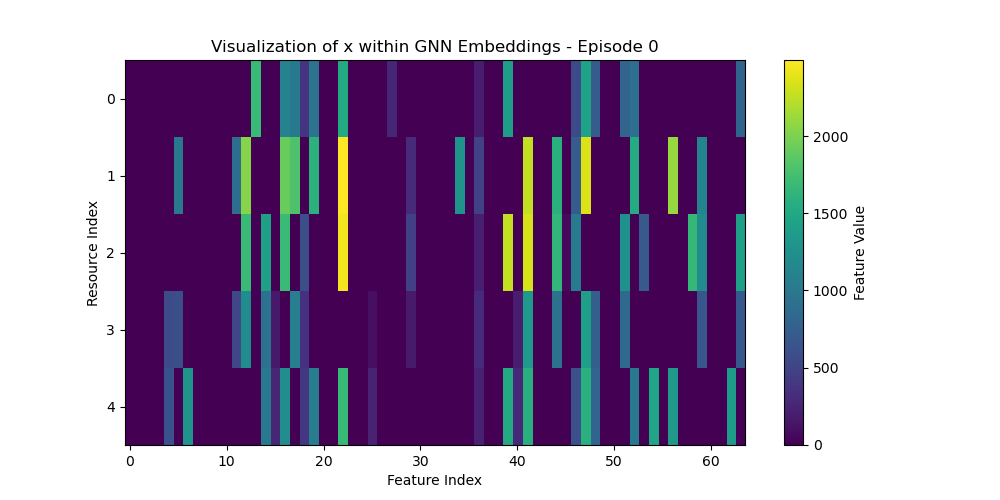 Visualization of x within GNN Embeddings - Episode 0
Resource Index
0
1
2
3
4
0 10 20 30 40 50 60
Feature Index
2000
1500
1000
500
0
Feature Value